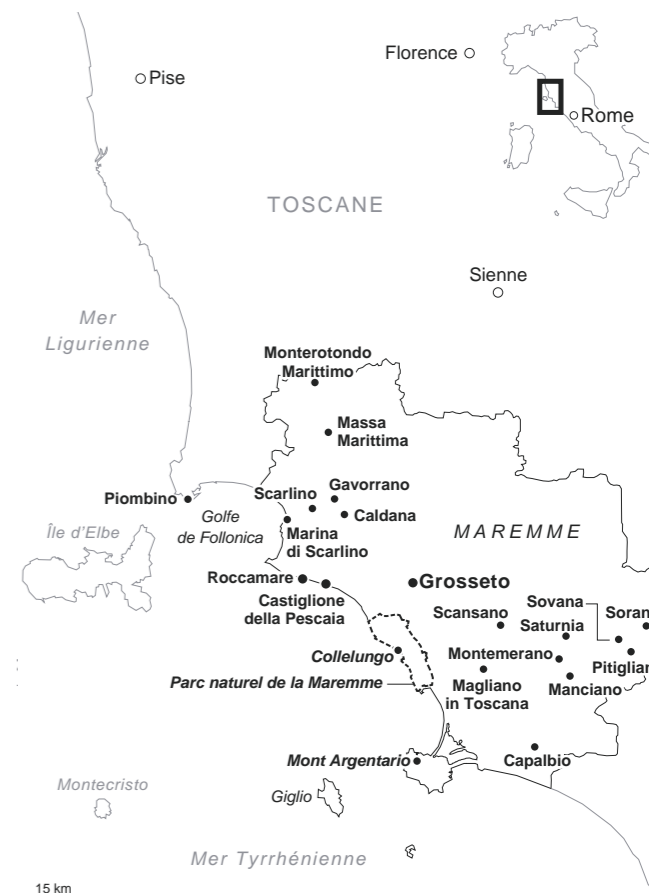 Florence
Pise
Rome
TOSCANE
Sienne
Mer
Ligurienne
Monterotondo
Marittimo
Massa
Marittima
Piombino
Scarlino
Gavorrano
Golfe
de Follonica
Caldana
Île d'Elbe
Marina
di Scarlino
MAREMME
Roccamare
Grosseto
Castiglione
della Pescaia
Scansano
Sovana
Soran
Saturnia
Collelungo
Montemerano
Pitiglian
Parc naturel de la Maremme
Magliano
in Toscana
Manciano
Mont Argentario
Capalbio
Montecristo
Giglio
Mer Tyrrhénienne
15 km